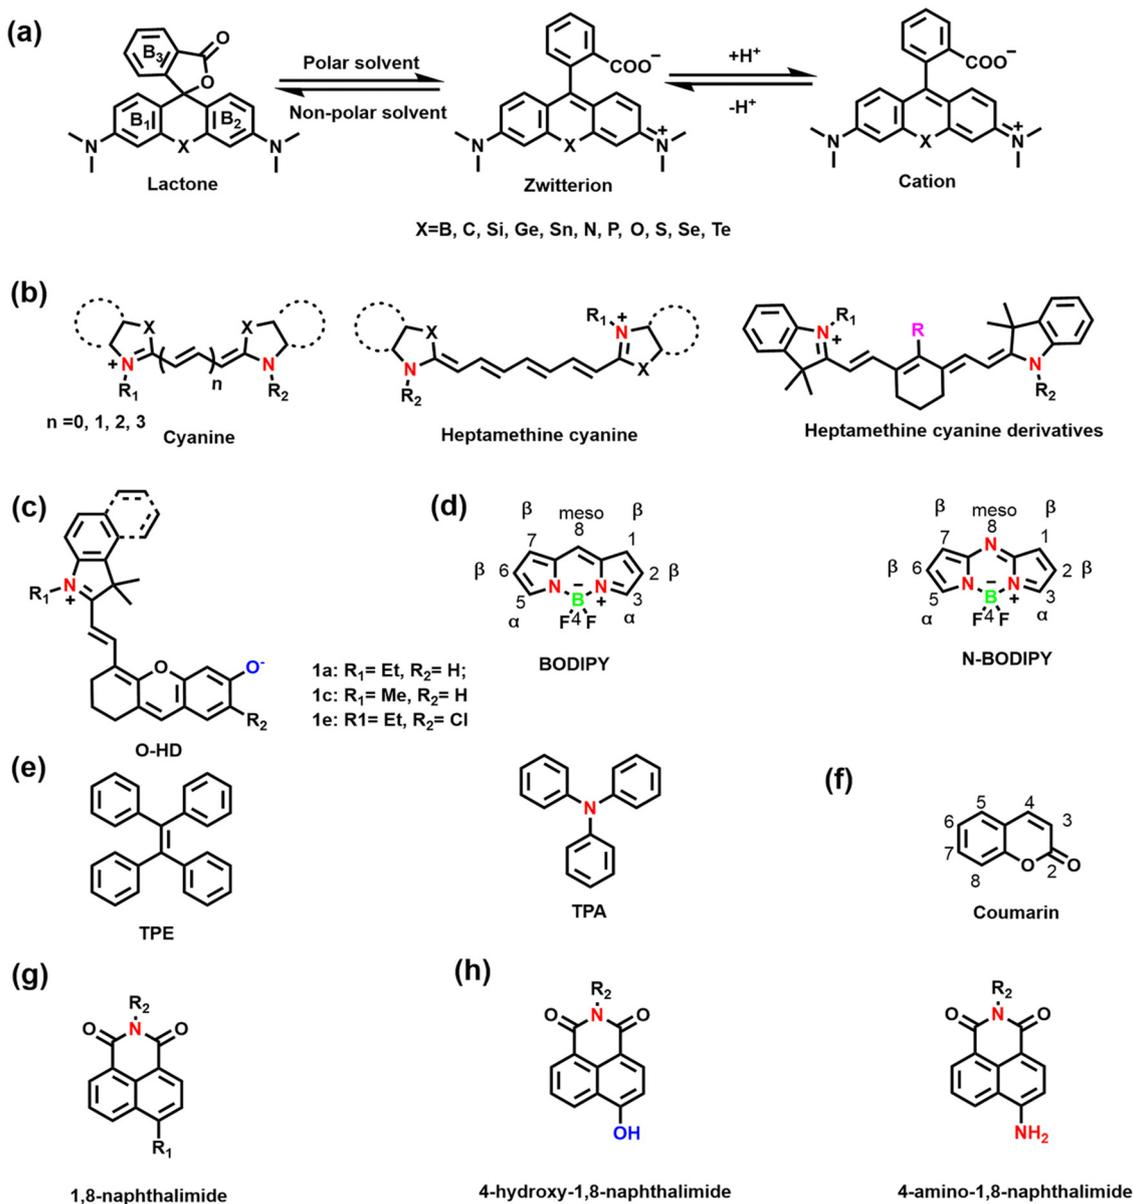 (a)
O
B3
O
B1
B2
N
X
N
Lactone
Polar solvent
Non-polar solvent
COO−
N
X
N+
Zwitterion
+H+
-H+
COO−
N
X
N+
Cation
X=B, C, Si, Ge, Sn, N, P, O, S, Se, Te
(b)
X
X
+N
n
N
R1
R2
n =0, 1, 2, 3
Cyanine
X
N
R2
R1
+
N
X
Heptamethine cyanine
R1
N+
R
N
R2
Heptamethine cyanine derivatives
(c)
R1
N+
O
O-
R2
O-HD
1a: R1= Et, R2= H;
1c: R1= Me, R2= H
1e: R1= Et, R2= Cl
(d)
β
meso
β
8
7
1
β
6
2
β
N
−
N
5
B
+
3
α
F
4
F
α
BODIPY
β
meso
β
8
7
N
1
β
6
2
β
N
−
N
5
B
+
3
α
F
4
F
α
N-BODIPY
(e)
TPE
N
TPA
(f)
5
4
6
3
7
O
2
O
8
Coumarin
(g)
R2
O
N
O
R1
1,8-naphthalimide
(h)
R2
O
N
O
OH
4-hydroxy-1,8-naphthalimide
R2
O
N
O
NH2
4-amino-1,8-naphthalimide